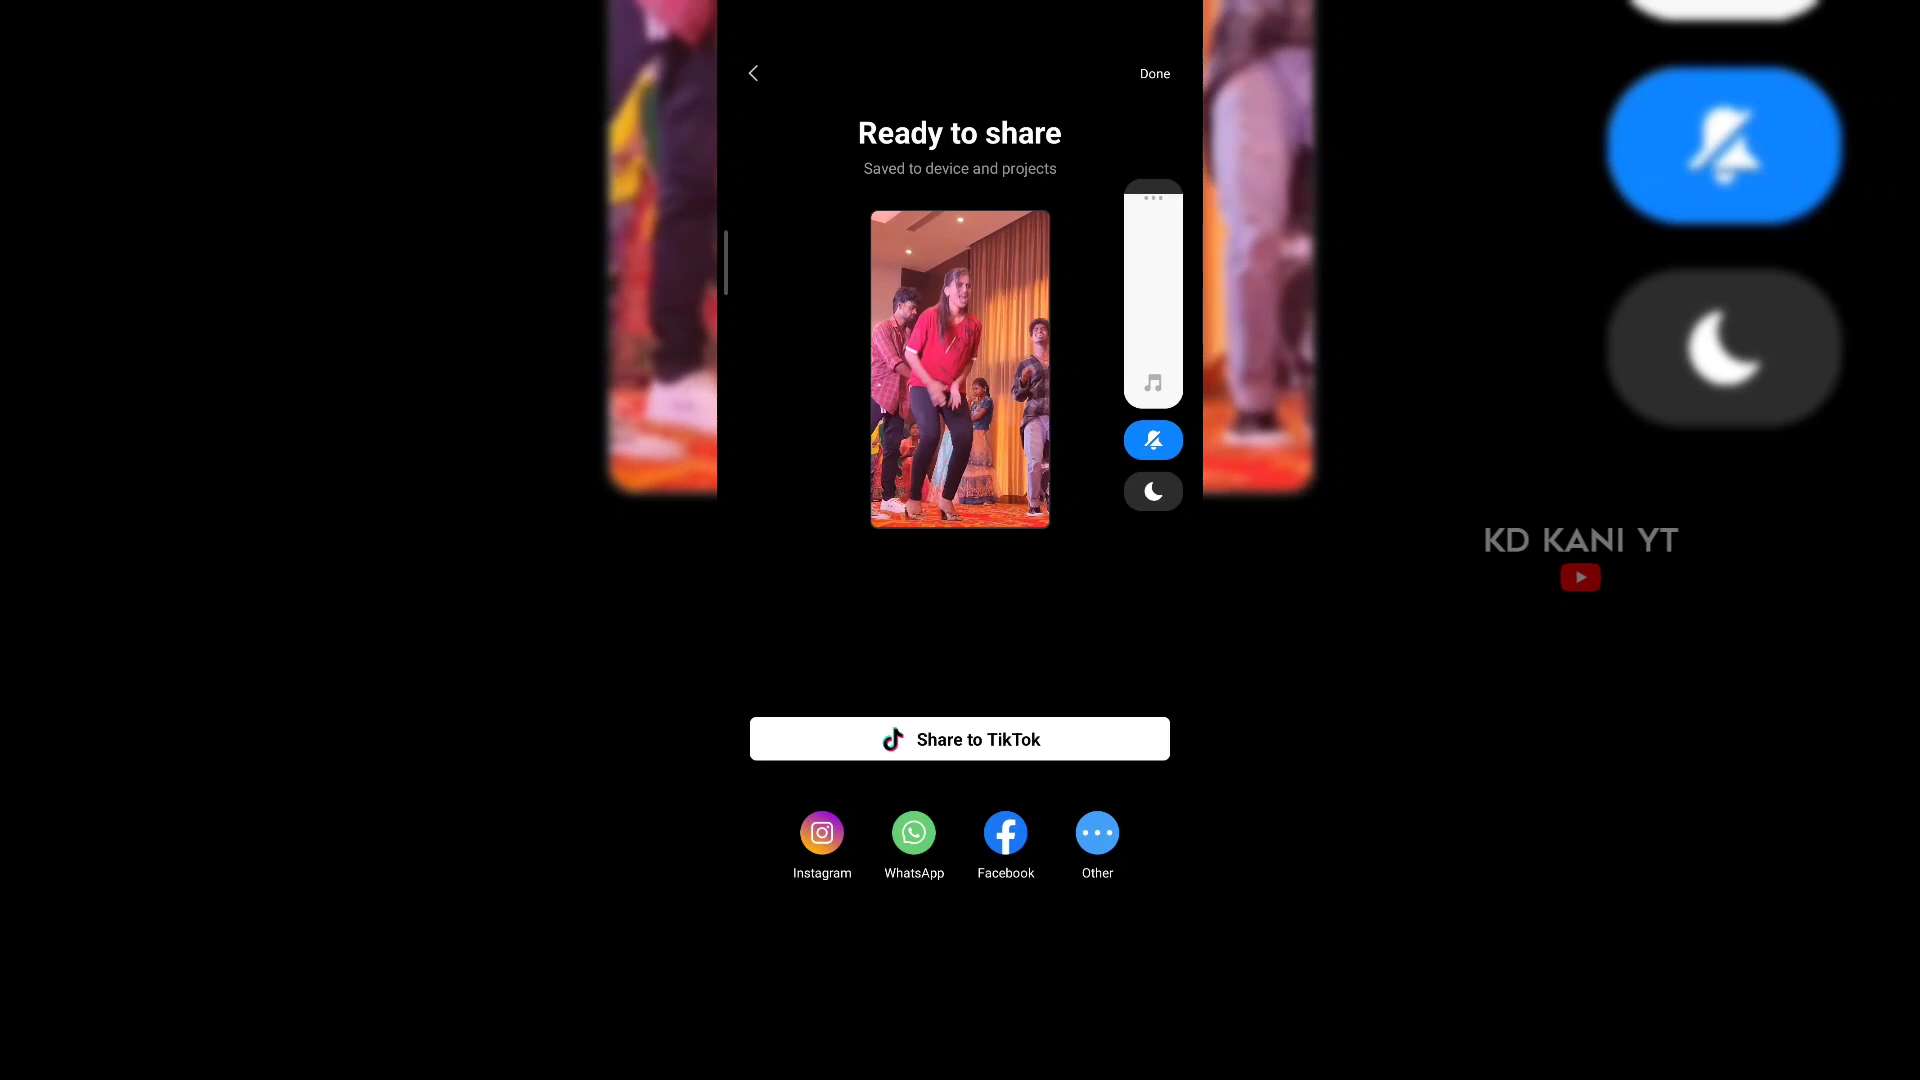 Done
Ready to share
Saved to device and projects
KD KANI YT
Share to TikTok
Instagram
WhatsApp
Facebook
Other